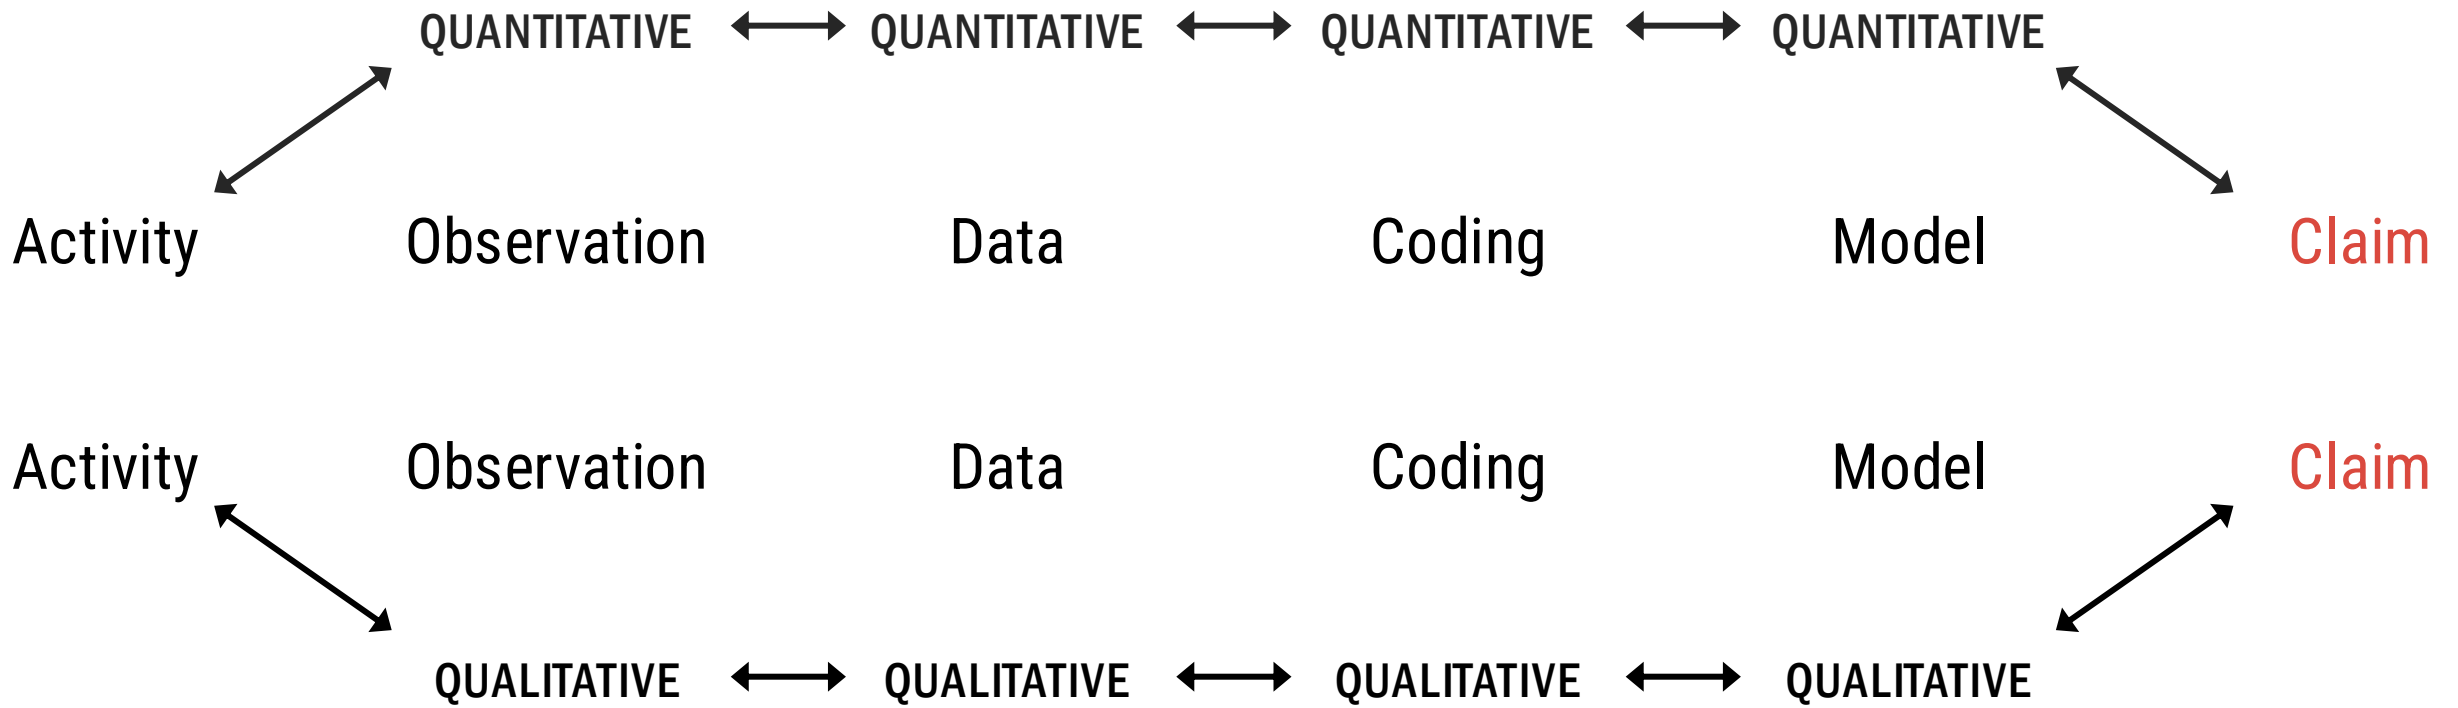 QUANTITATIVE QUANTITATIVE QUANTITATIVE QUANTITATIVE
Activity Observation Data Coding Model Claim
Activity Observation Data Coding Model Claim
QUALITATIVE QUALITATIVE QUALITATIVE QUALITATIVE